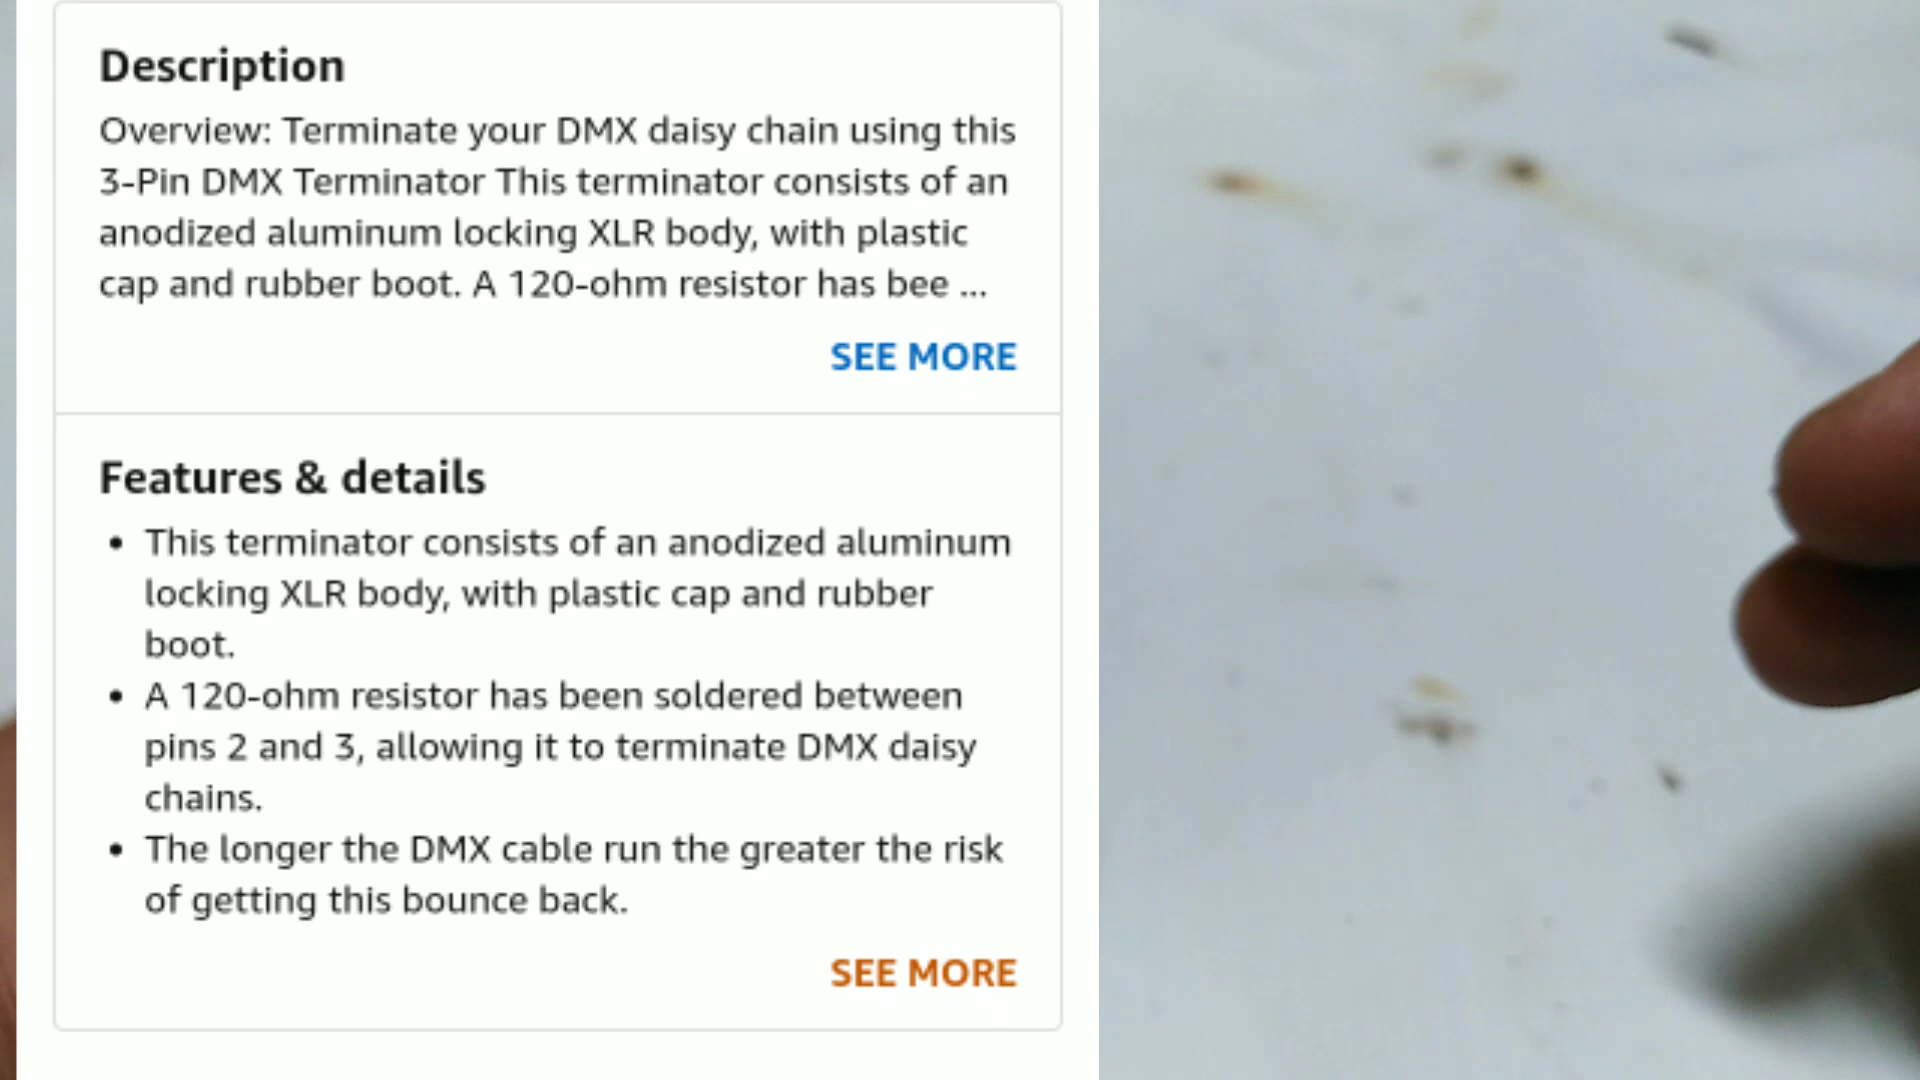 Description
Overview: Terminate your DMX daisy chain using this
3-Pin DMX Terminator This terminator consists of an
anodized aluminum locking XLR body, with plastic
cap and rubber boot. A 120-ohm resistor has bee ...
SEE MORE
Features & details
• This terminator consists of an anodized aluminum
locking XLR body, with plastic cap and rubber
boot.
• A 120-ohm resistor has been soldered between
pins 2 and 3, allowing it to terminate DMX daisy
chains.
• The longer the DMX cable run the greater the risk
of getting this bounce back.
SEE MORE